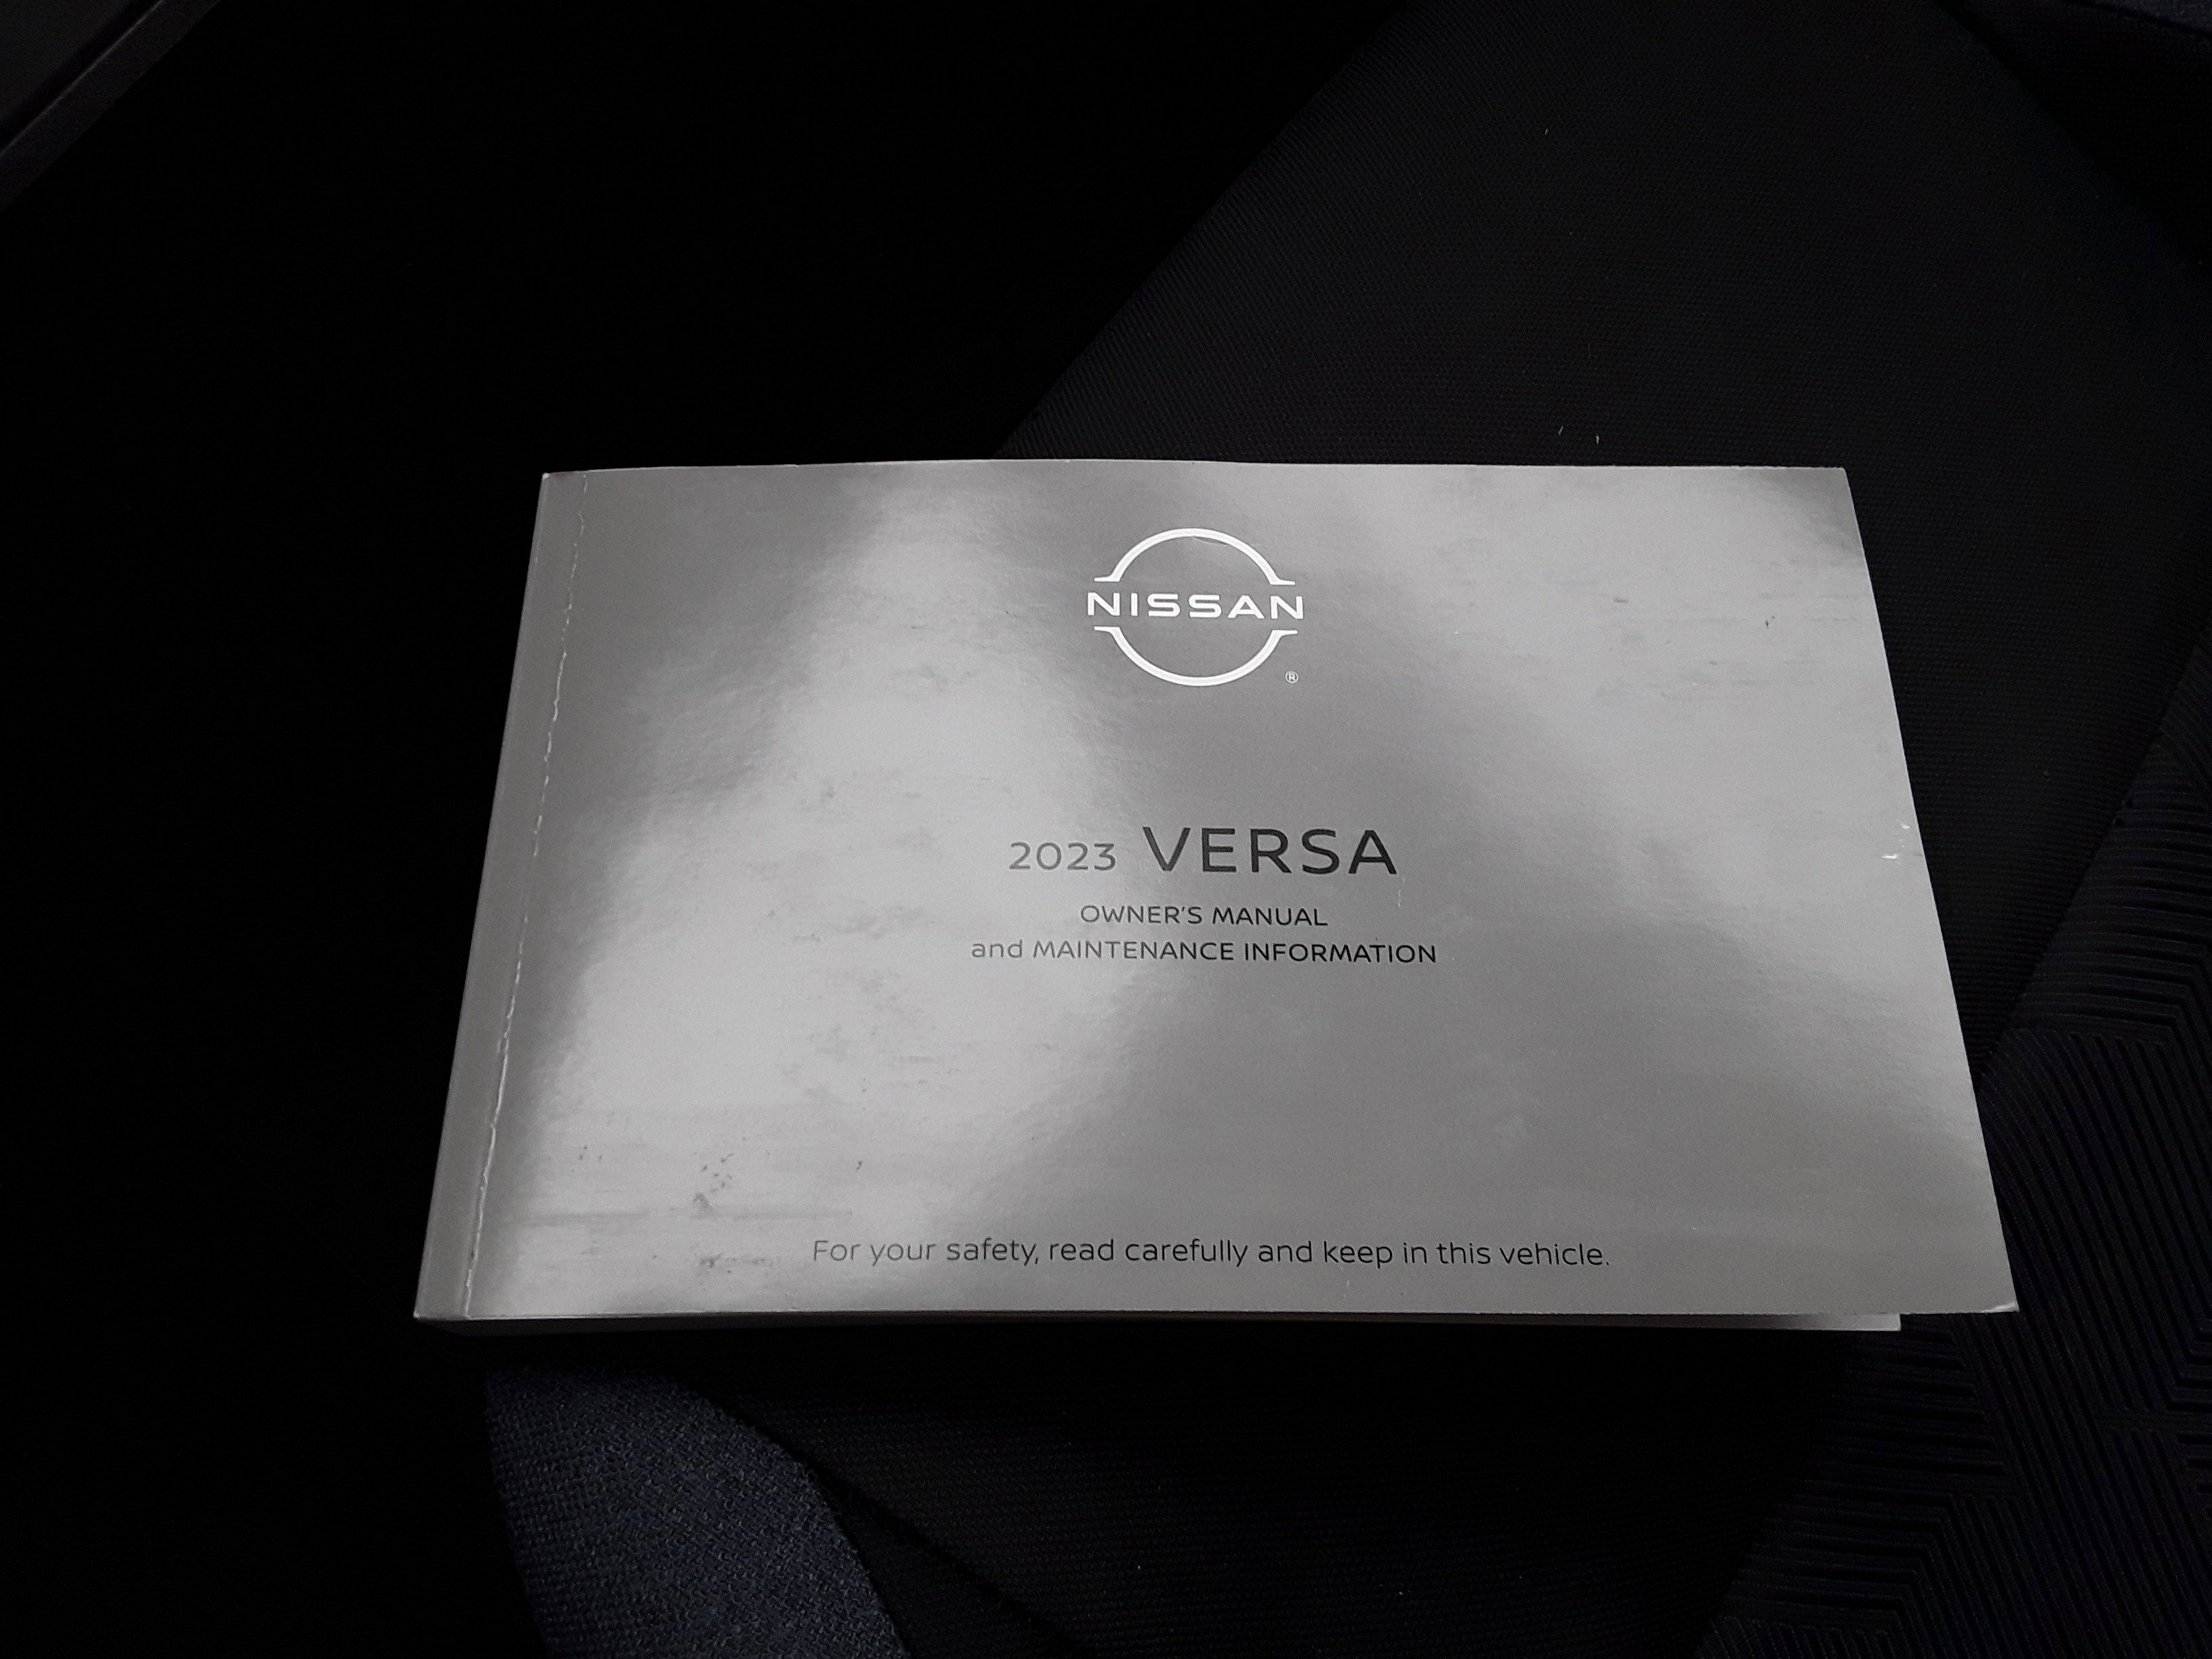 NISSAN
®
2023 VERSA
OWNER'S MANUAL
and MAINTENANCE INFORMATION
For your safety, read carefully and keep in this vehicle.